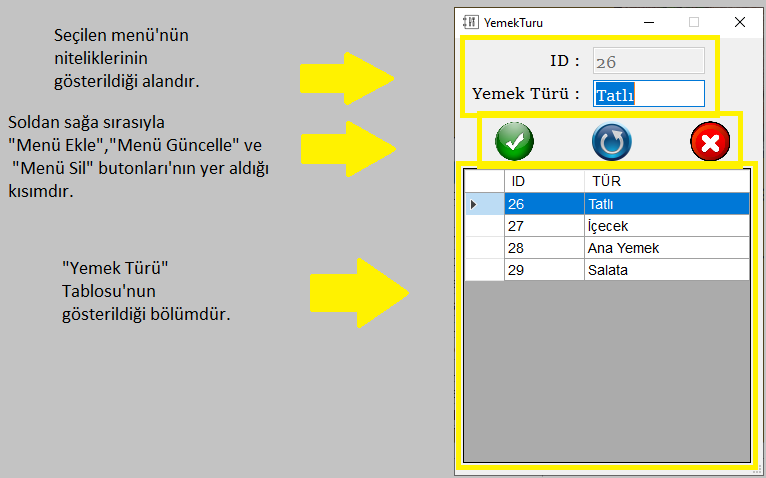 Seçilen menü'nün
niteliklerinin
gösterildiği alandır.
Soldan sağa sırasıyla
"Menü Ekle","Menü Güncelle" ve
"Menü Sil" butonları'nın yer aldığı
kısımdır.
"Yemek Türü"
Tablosu'nun
gösterildiği bölümdür.
YemekTuru
ID : 26
Yemek Türü : Tatlı
ID TÜR
26 Tatlı
27 İçecek
28 Ana Yemek
29 Salata